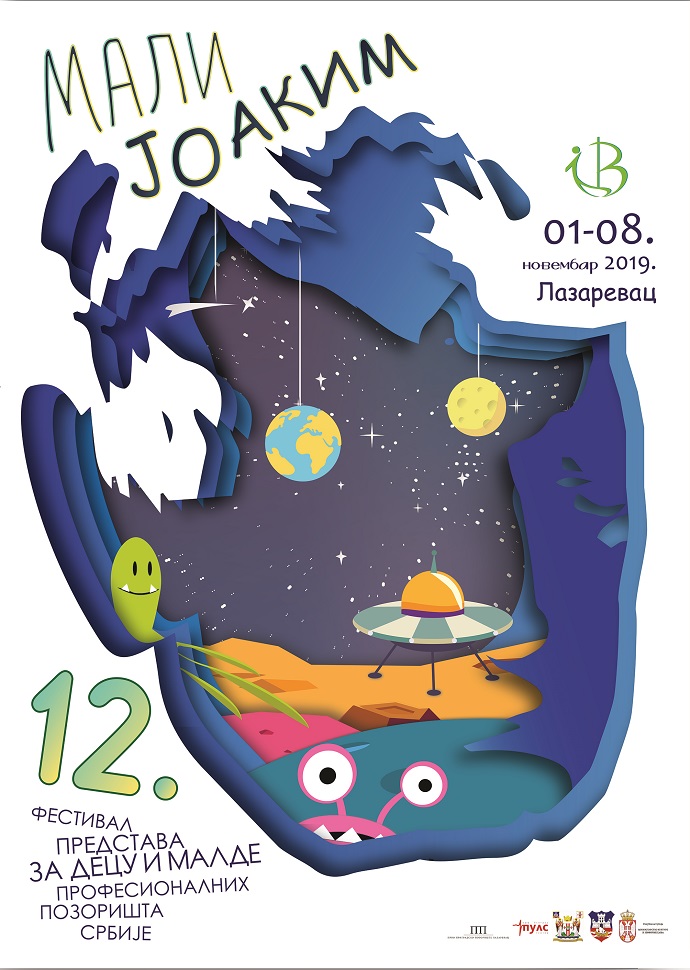 МАЛИ
ЈОАКИМ
01-08.
новембар 2019.
Лазаревац
12.
ФЕСТИВАЛ
ПРЕДСТАВА
ЗА ДЕЦУ И МАЛДЕ
ПРОФЕСИОНАЛНИХ
ПОЗОРИШТА
СРБИЈЕ
ПУЛС